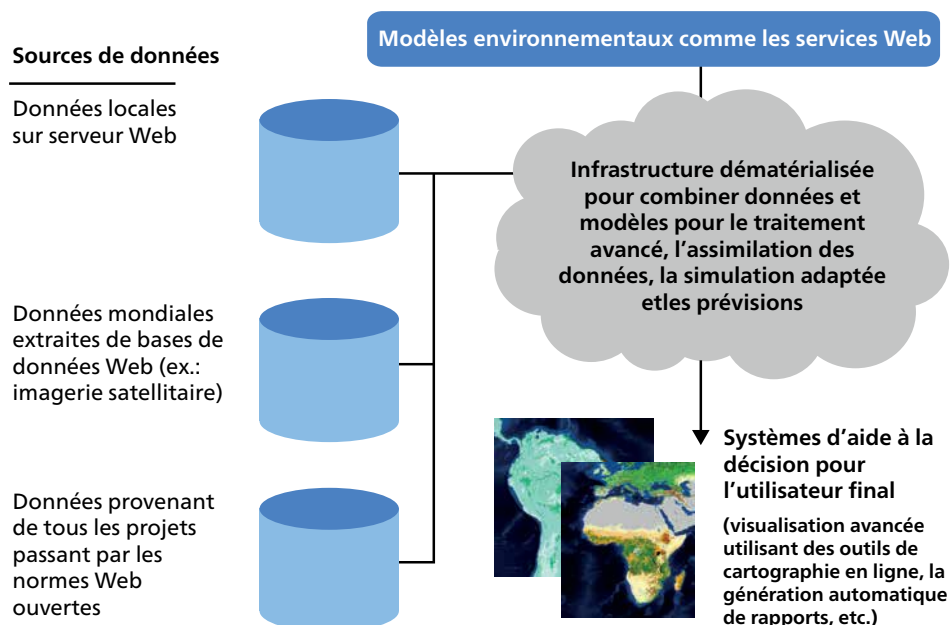 Modèles environnementaux comme les services Web
Sources de données
Données locales
sur serveur Web
Données mondiales
extraites de bases de
données Web (ex.:
imagerie satellitaire)
Données provenant
de tous les projets
passant par les
normes Web
ouvertes
Infrastructure dématérialisée
pour combiner données et
modèles pour le traitement
avancé, l’assimilation des
données, la simulation adaptée
etles prévisions
Systèmes d’aide à la
décision pour
l’utilisateur final
(visualisation avancée
utilisant des outils de
cartographie en ligne, la
génération automatique
de rapports, etc.)